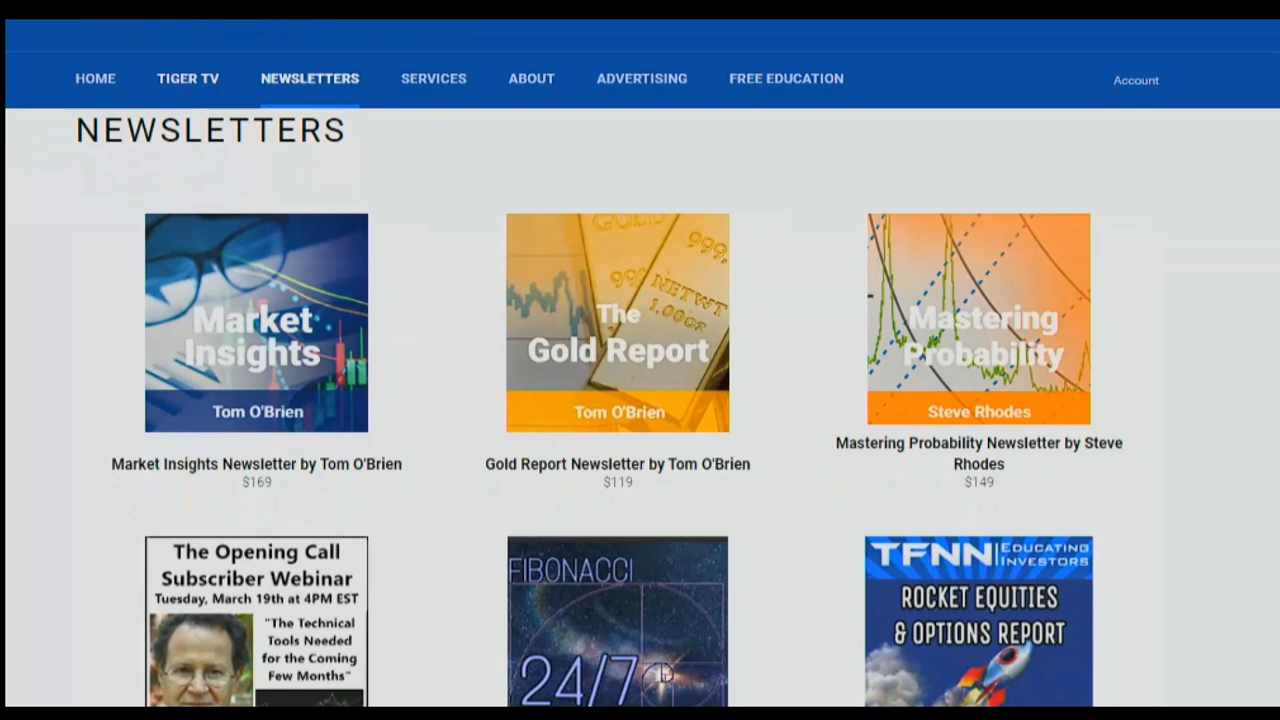 HOME TIGER TV NEWSLETTERS SERVICES ABOUT ADVERTISING FREE EDUCATION Account
NEWSLETTERS
Market
Insights
Tom O'Brien
Market Insights Newsletter by Tom O'Brien
$169
GOLD
999.
99
NETWT
1.00oz
The
Gold Report
Tom O'Brien
Gold Report Newsletter by Tom O'Brien
$119
Mastering
Probability
Steve Rhodes
Mastering Probability Newsletter by Steve
Rhodes
$149
The Opening Call
Subscriber Webinar
Tuesday, March 19th at 4PM EST
"The Technical
Tools Needed
for the Coming
Few Months"
FIBONACCI
24/7
TFNN EDUCATING
INVESTORS
ROCKET EQUITIES
& OPTIONS REPORT